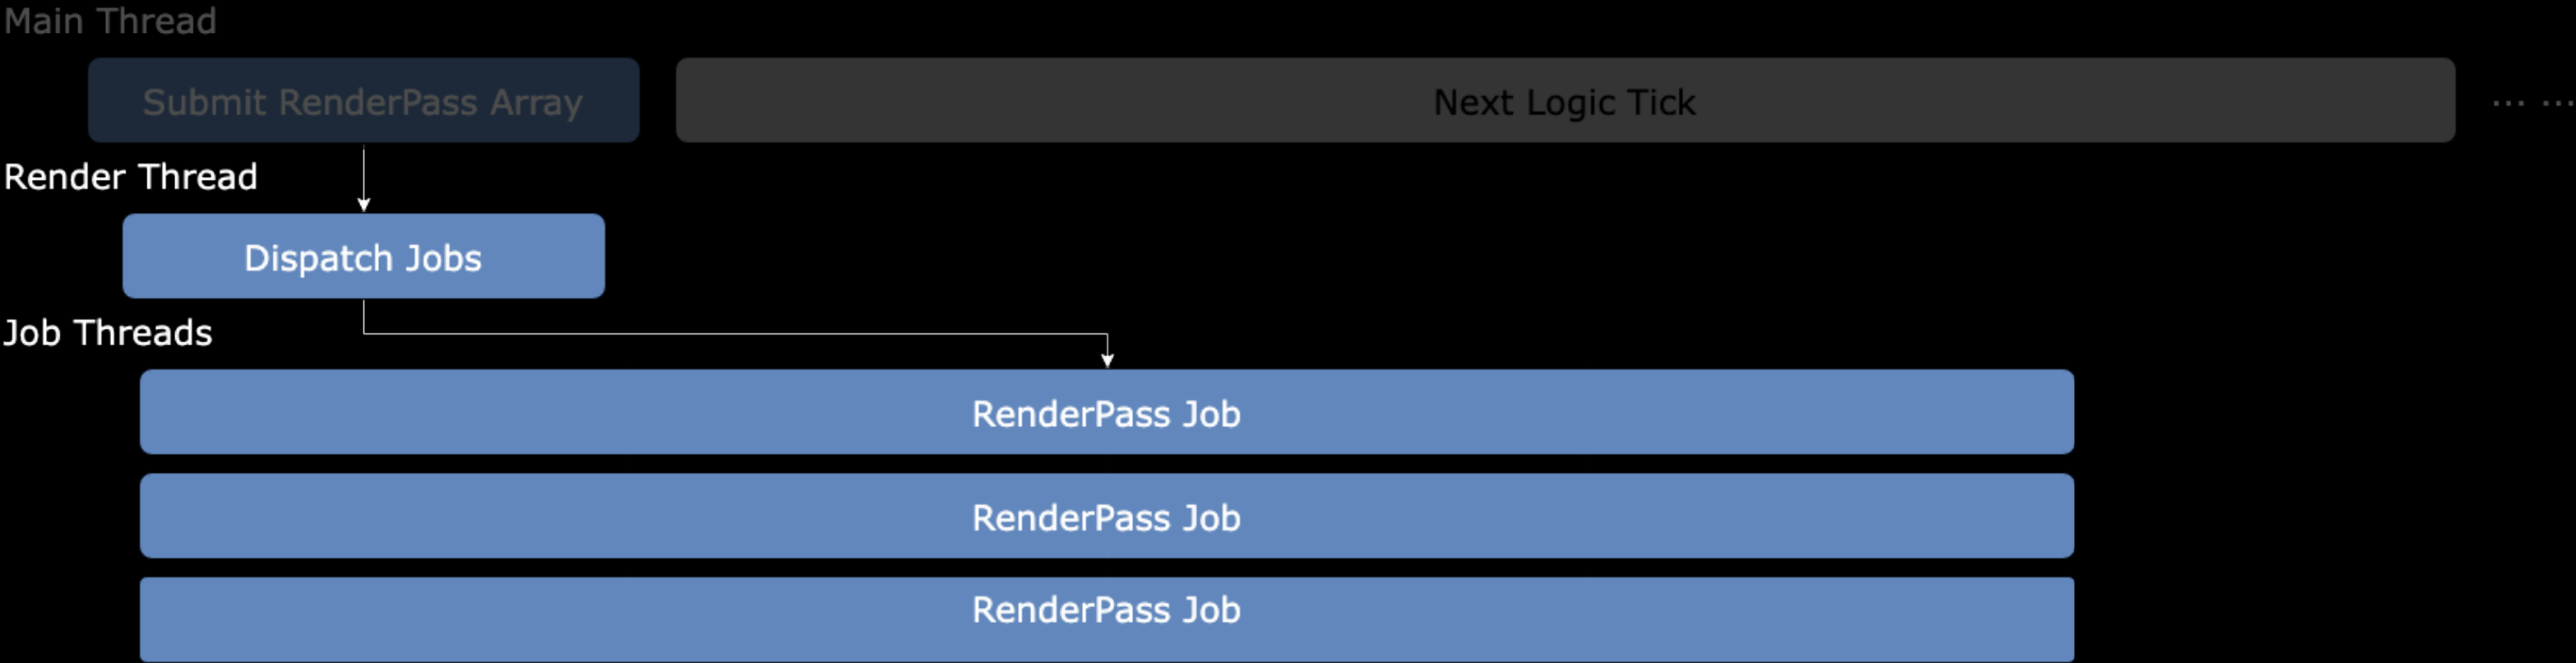 Main Thread
Submit RenderPass Array
Next Logic Tick
... ...
Render Thread
Dispatch Jobs
Job Threads
RenderPass Job
RenderPass Job
RenderPass Job